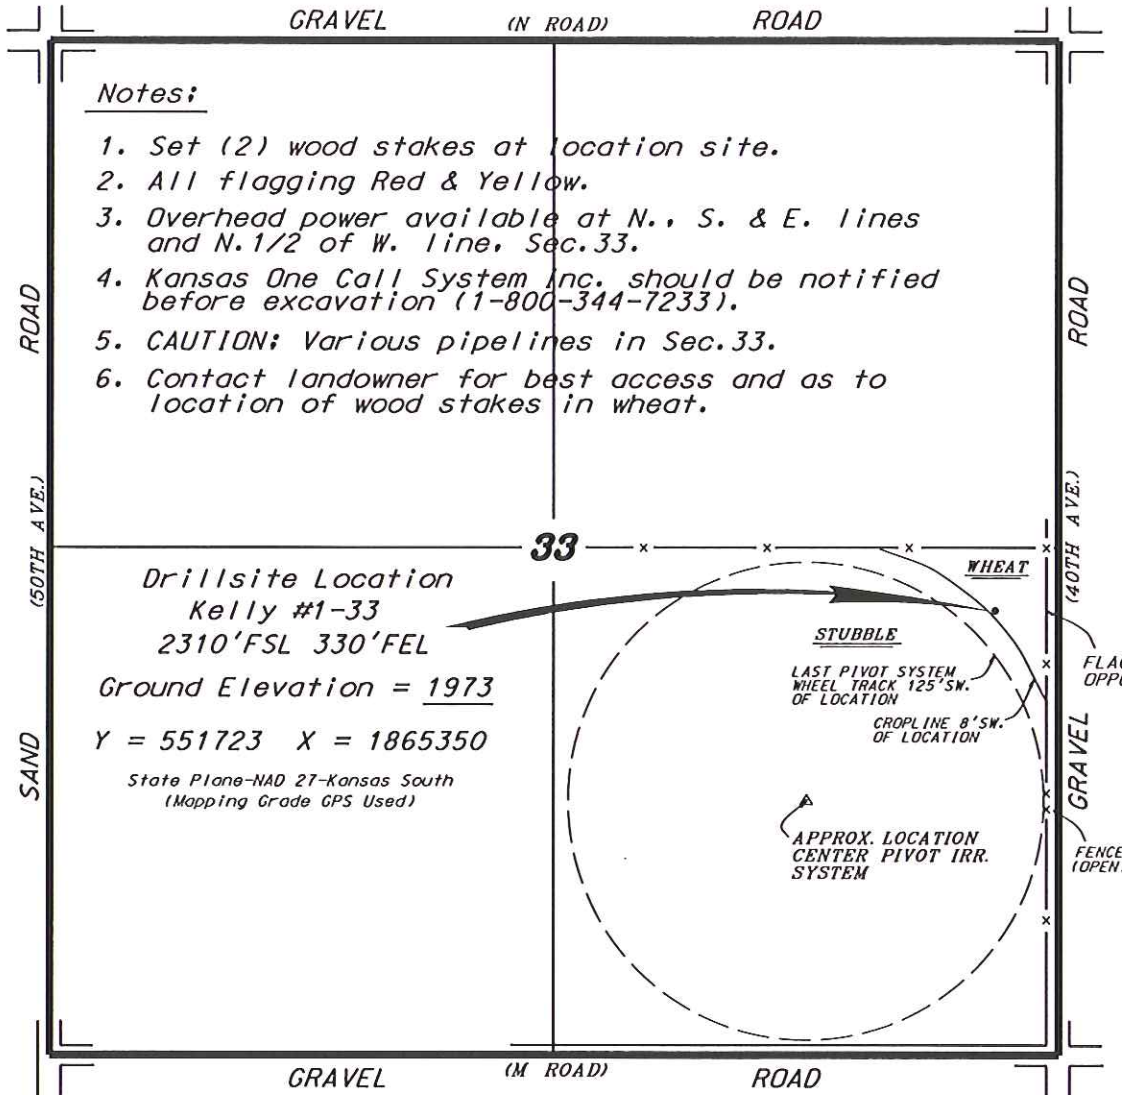 GRAVEL (N ROAD) ROAD
Notes:
1. Set (2) wood stakes at location site.
2. All flagging Red & Yellow.
3. Overhead power available at N., S. & E. lines
and N.1/2 of W. line, Sec.33.
4. Kansas One Call System inc. should be notified
before excavation (1-800-344-7233).
5. CAUTION: Various pipelines in Sec.33.
6. Contact landowner for best access and as to
location of wood stakes in wheat.
ROAD
(50TH AVE.)
SAND
ROAD
(40TH AVE.)
GRAVEL
33
Drillsite Location
Kelly #1-33
2310'FSL 330'FEL
Ground Elevation = 1973
Y = 551723 X = 1865350
State Plane-NAD 27-Kansas South
(Mapping Grade GPS Used)
WHEAT
STUBBLE
LAST PIVOT SYSTEM
WHEEL TRACK 125'SW.
OF LOCATION
CROPLINE 8'SW.
OF LOCATION
APPROX. LOCATION
CENTER PIVOT IRR.
SYSTEM
FENCE
GRAVEL (M ROAD) ROAD